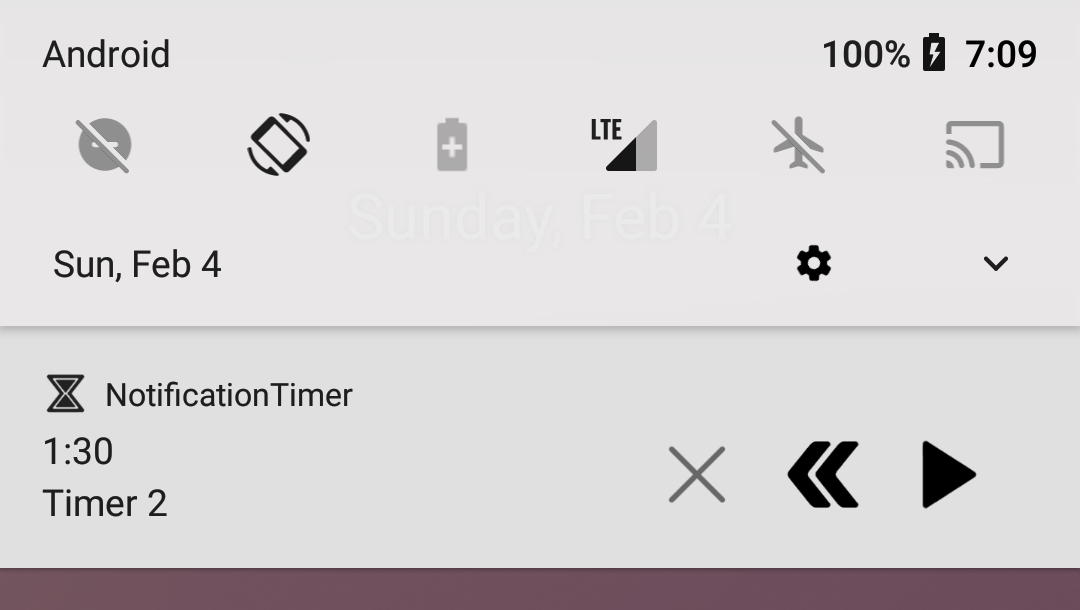 Android 100% 7:09
LTE
Sunday, Feb 4
Sun, Feb 4
NotificationTimer
1:30
Timer 2